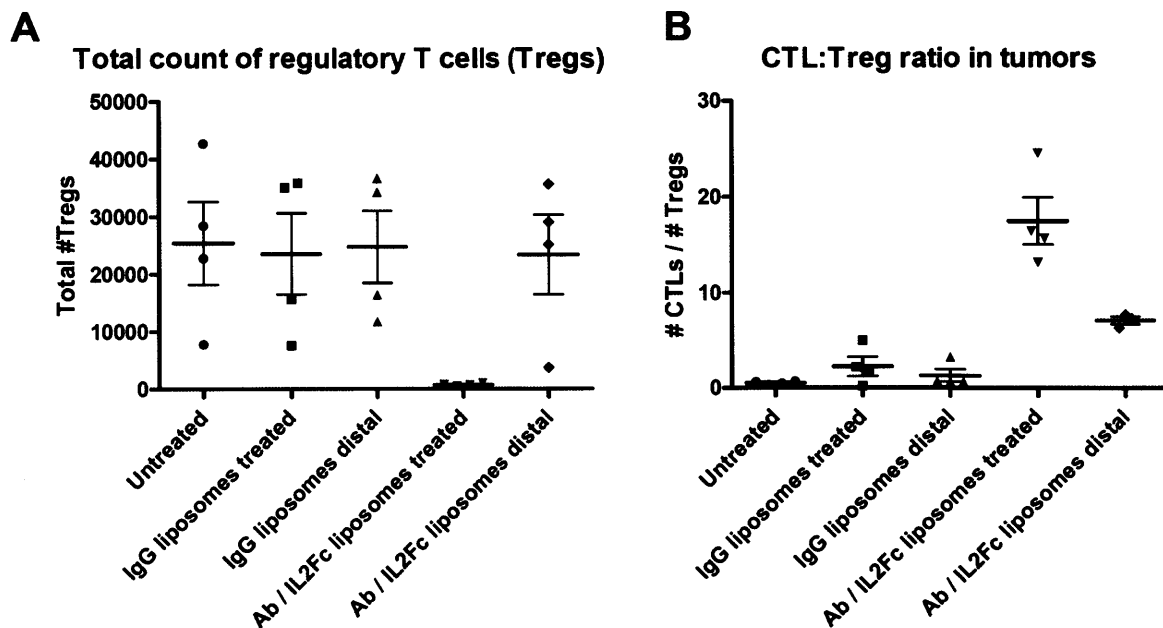 A
Total count of regulatory T cells (Tregs)
Total #Tregs
50000
40000
30000
20000
10000
0
Untreated
IgG liposomes treated
IgG liposomes distal
Ab / IL2Fc liposomes treated
Ab / IL2Fc liposomes distal
B
CTL:Treg ratio in tumors
# CTLs / # Tregs
30
20
10
0
Untreated
IgG liposomes treated
IgG liposomes distal
Ab / IL2Fc liposomes treated
Ab / IL2Fc liposomes distal